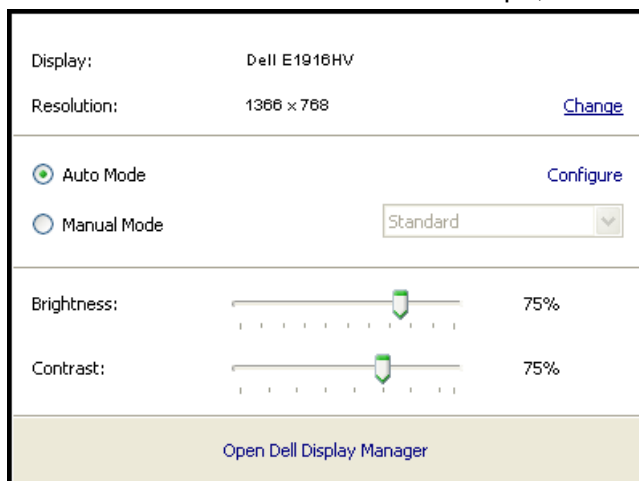 Display: Dell E1916HV
Resolution: 1366 x 768 Change
Auto Mode Configure
Manual Mode Standard
Brightness: 75%
Contrast: 75%
Open Dell Display Manager